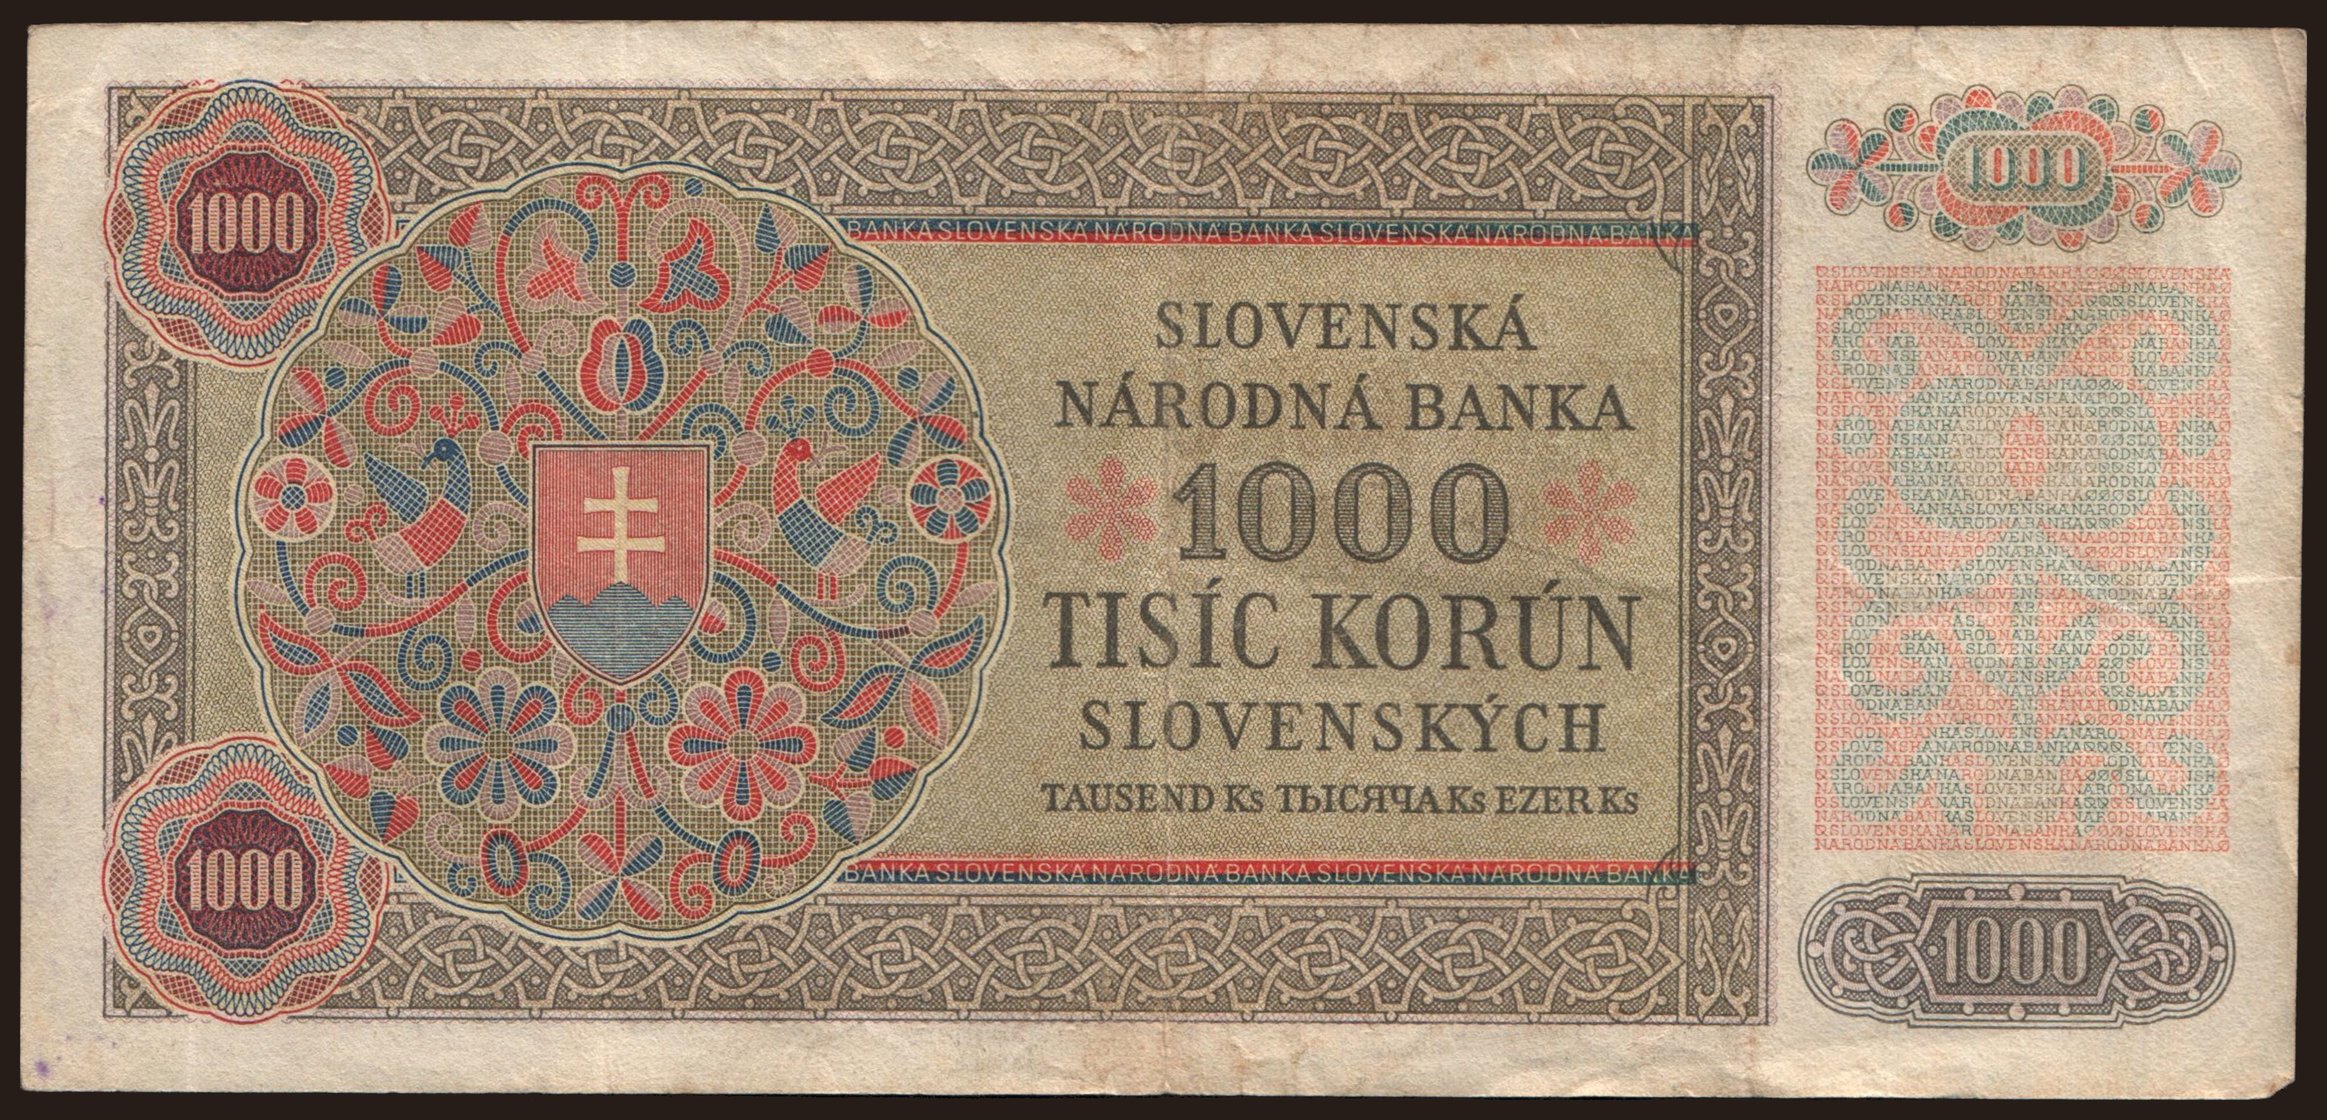 1000
1000
BANKA SLOVENSKÁ NÁRODNÁ BANKA SLOVENSKÁ NÁRODNÁ BANKA
SLOVENSKÁ
NÁRODNÁ BANKA
1000
TISÍC KORÚN
SLOVENSKÝCH
TAUSEND Ks ТЫСЯЧА Ks EZER Ks
BANKA SLOVENSKÁ NÁRODNÁ BANKA SLOVENSKÁ NÁRODNÁ BANKA
1000
1000